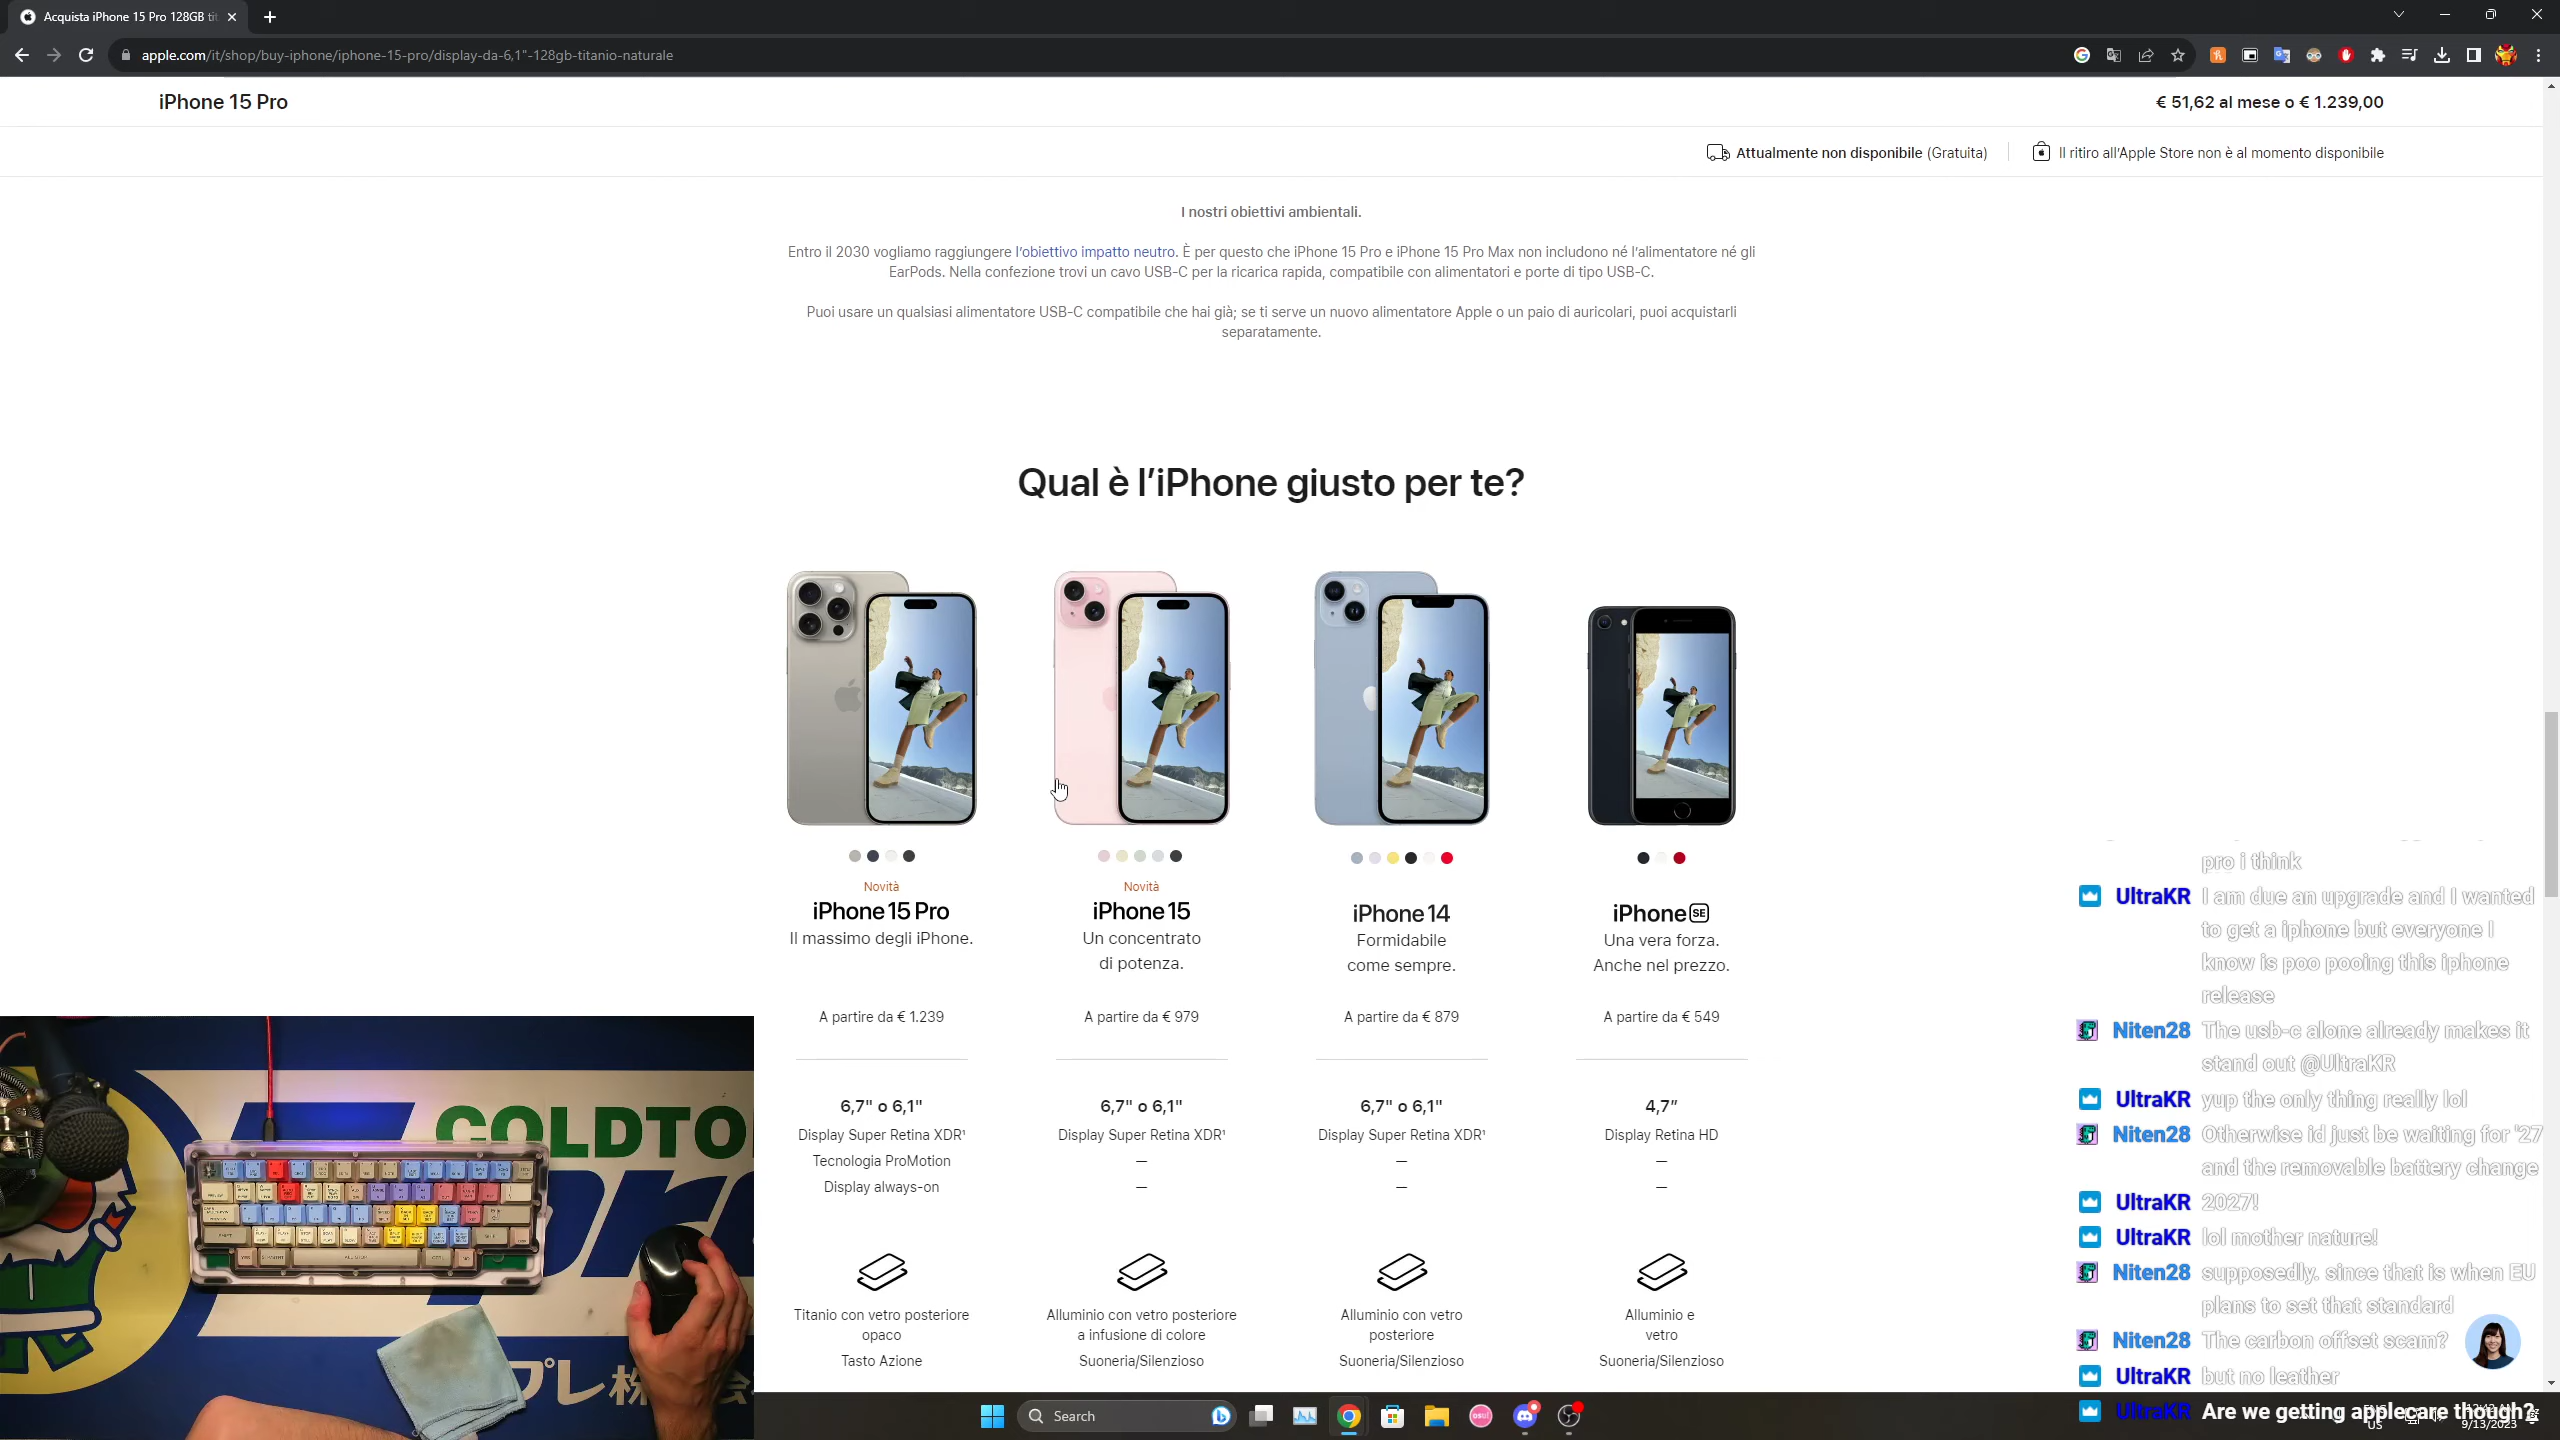 Acquista iPhone 15 Pro 128GB tit
apple.com/it/shop/buy-iphone/iphone-15-pro/display-da-6,1"-128gb-titanio-naturale
iPhone 15 Pro
€ 51,62 al mese o € 1.239,00
Attualmente non disponibile (Gratuita)
Il ritiro all'Apple Store non è al momento disponibile
I nostri obiettivi ambientali.
Entro il 2030 vogliamo raggiungere l'obiettivo impatto neutro. È per questo che iPhone 15 Pro e iPhone 15 Pro Max non includono né l'alimentatore né gli
EarPods. Nella confezione trovi un cavo USB-C per la ricarica rapida, compatibile con alimentatori e porte di tipo USB-C.
Puoi usare un qualsiasi alimentatore USB-C compatibile che hai già; se ti serve un nuovo alimentatore Apple o un paio di auricolari, puoi acquistarli
separatamente.
Qual è l'iPhone giusto per te?
Novità
iPhone 15 Pro
Il massimo degli iPhone.
A partire da € 1.239
6,7" o 6,1"
Display Super Retina XDR¹
Tecnologia ProMotion
Display always-on
Titanio con vetro posteriore
opaco
Tasto Azione
Novità
iPhone 15
Un concentrato
di potenza.
A partire da € 979
6,7" o 6,1"
Display Super Retina XDR¹
—
—
Alluminio con vetro posteriore
a infusione di colore
Suoneria/Silenzioso
iPhone 14
Formidabile
come sempre.
A partire da € 879
6,7" o 6,1"
Display Super Retina XDR¹
—
—
Alluminio con vetro
posteriore
Suoneria/Silenzioso
iPhone SE
Una vera forza.
Anche nel prezzo.
A partire da € 549
4,7"
Display Retina HD
—
—
Alluminio e
vetro
Suoneria/Silenzioso
pro i think
UltraKR I am due an upgrade and I wanted
to get a iphone but everyone I
know is poo pooing this iphone
release
Niten28 The usb-c alone already makes it
stand out @UltraKR
UltraKR yup the only thing really lol
Niten28 Otherwise id just be waiting for '27
and the removable battery change
UltraKR 2027!
UltraKR lol mother nature!
Niten28 supposedly. since that is when EU
plans to set that standard
Niten28 The carbon offset scam?
UltraKR but no leather
UltraKR Are we getting applecare though?
COLDTO
プレ株
Search
osu!
US
9/13/2023